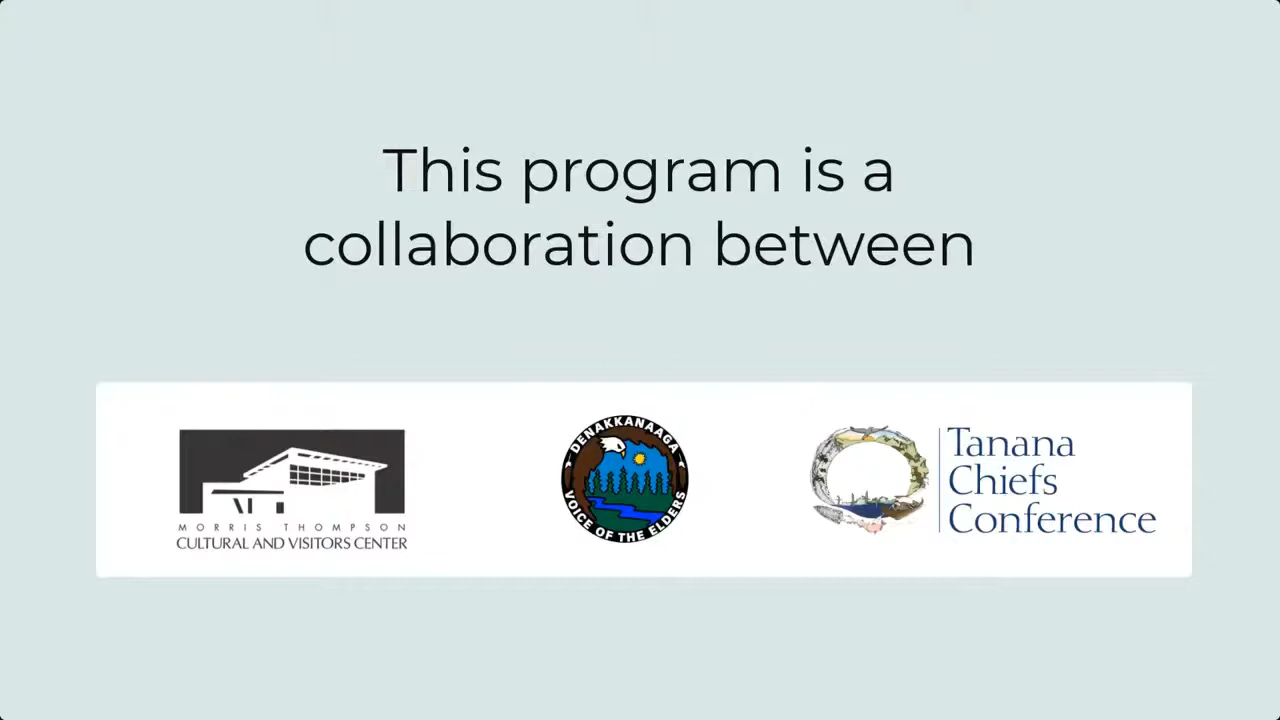 This program is a
collaboration between
MORRIS THOMPSON
CULTURAL AND VISITORS CENTER
DENAKKANAAGA
VOICE OF THE ELDERS
Tanana
Chiefs
Conference